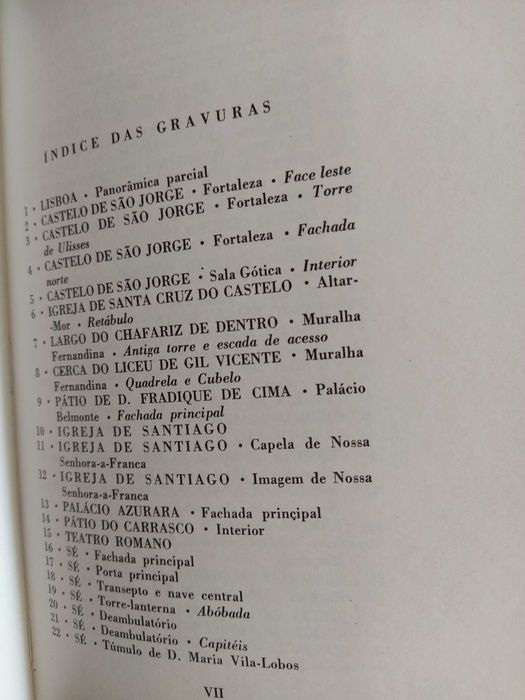 ÍNDICE DAS GRAVURAS
1 • LISBOA • Panorâmica parcial
2 • CASTELO DE SÃO JORGE • Fortaleza • Face leste
3 • CASTELO DE SÃO JORGE • Fortaleza • Torre
de Ulisses
4 • CASTELO DE SÃO JORGE • Fortaleza • Fachada
norte
5 • CASTELO DE SÃO JORGE • Sala Gótica • Interior
6 • IGREJA DE SANTA CRUZ DO CASTELO • Altar-
-Mor • Retábulo
7 • LARGO DO CHAFARIZ DE DENTRO • Muralha
Fernandina • Antiga torre e escada de acesso
8 • CERCA DO LICEU DE GIL VICENTE • Muralha
Fernandina • Quadrela e Cubelo
9 • PÁTIO DE D. FRADIQUE DE CIMA • Palácio
Belmonte • Fachada principal
10 • IGREJA DE SANTIAGO
11 • IGREJA DE SANTIAGO • Capela de Nossa
Senhora-a-Franca
12 • IGREJA DE SANTIAGO • Imagem de Nossa
Senhora-a-Franca
13 • PALÁCIO AZURARA • Fachada principal
14 • PÁTIO DO CARRASCO • Interior
15 • TEATRO ROMANO
16 • SÉ • Fachada principal
17 • SÉ • Porta principal
18 • SÉ • Transepto e nave central
19 • SÉ • Torre-lanterna • Abóbada
20 • SÉ • Deambulatório
21 • SÉ • Deambulatório • Capitéis
22 • SÉ • Túmulo de D. Maria Vila-Lobos
VII